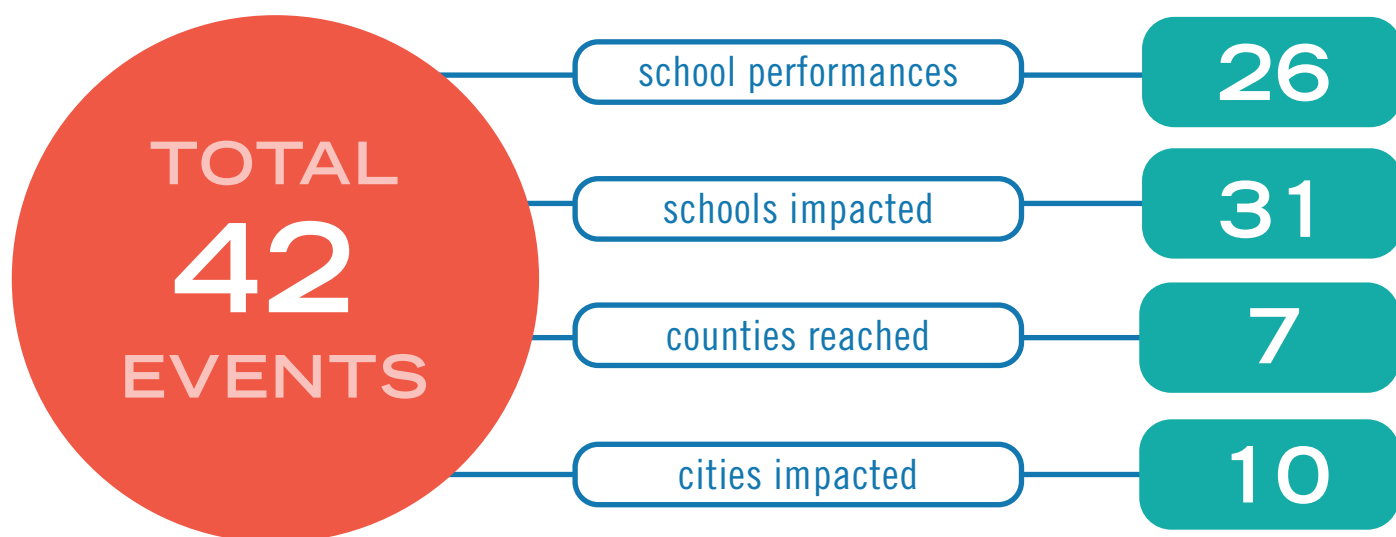 TOTAL
42
EVENTS
school performances
26
schools impacted
31
counties reached
7
cities impacted
10